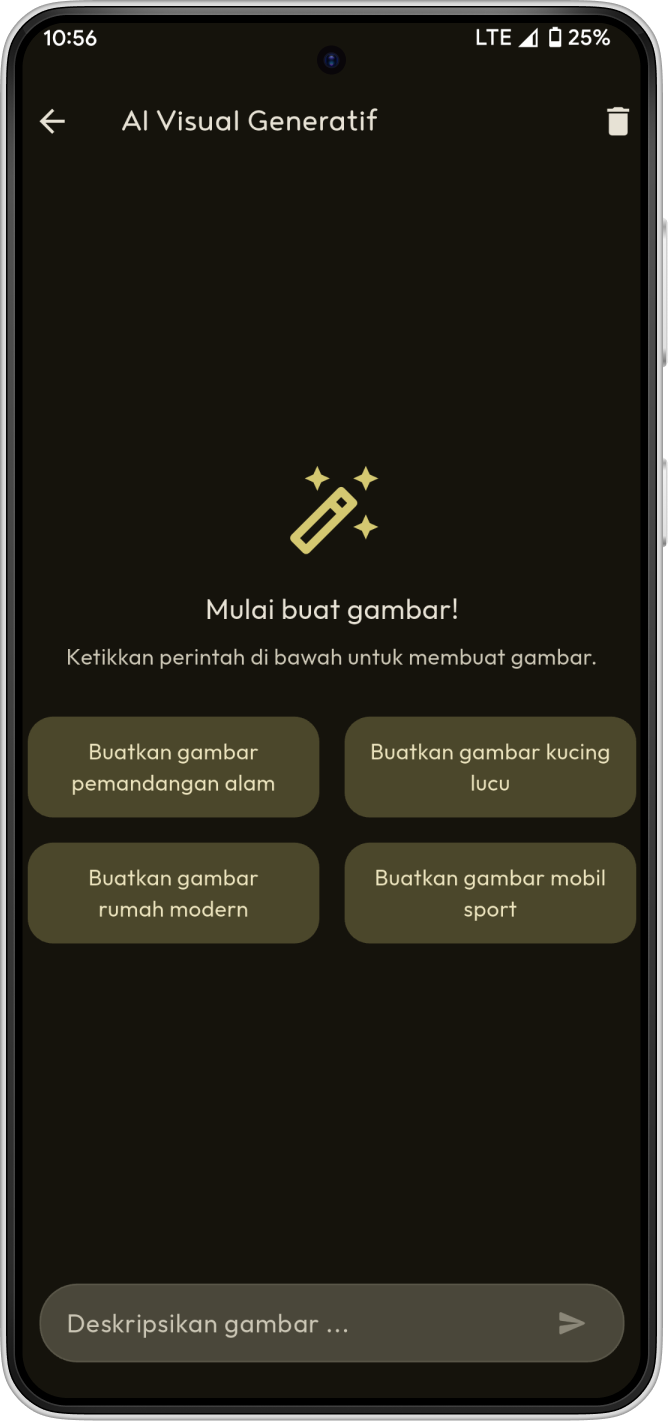 10:56
LTE 25%
AI Visual Generatif
Mulai buat gambar!
Ketikkan perintah di bawah untuk membuat gambar.
Buatkan gambar
pemandangan alam
Buatkan gambar kucing
lucu
Buatkan gambar
rumah modern
Buatkan gambar mobil
sport
Deskripsikan gambar ...